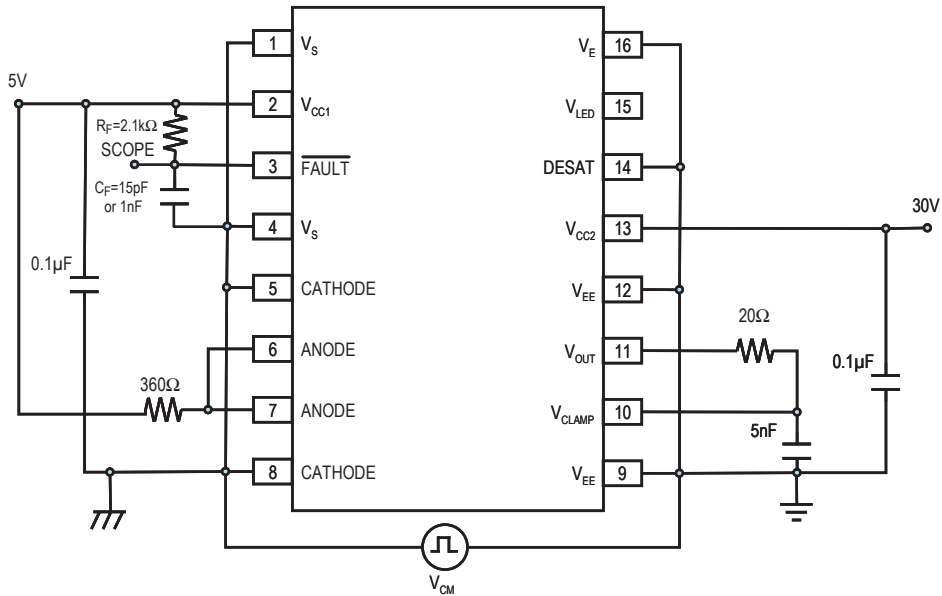 1 V_S
V_E 16
5V
2 V_CC1
V_LED 15
R_F=2.1kΩ
SCOPE
3 FAULT
DESAT 14
C_F=15pF
or 1nF
4 V_S
V_CC2 13
30V
0.1µF
5 CATHODE
V_EE 12
6 ANODE
V_OUT 11
20Ω
0.1µF
360Ω
7 ANODE
V_CLAMP 10
5nF
8 CATHODE
V_EE 9
V_CM